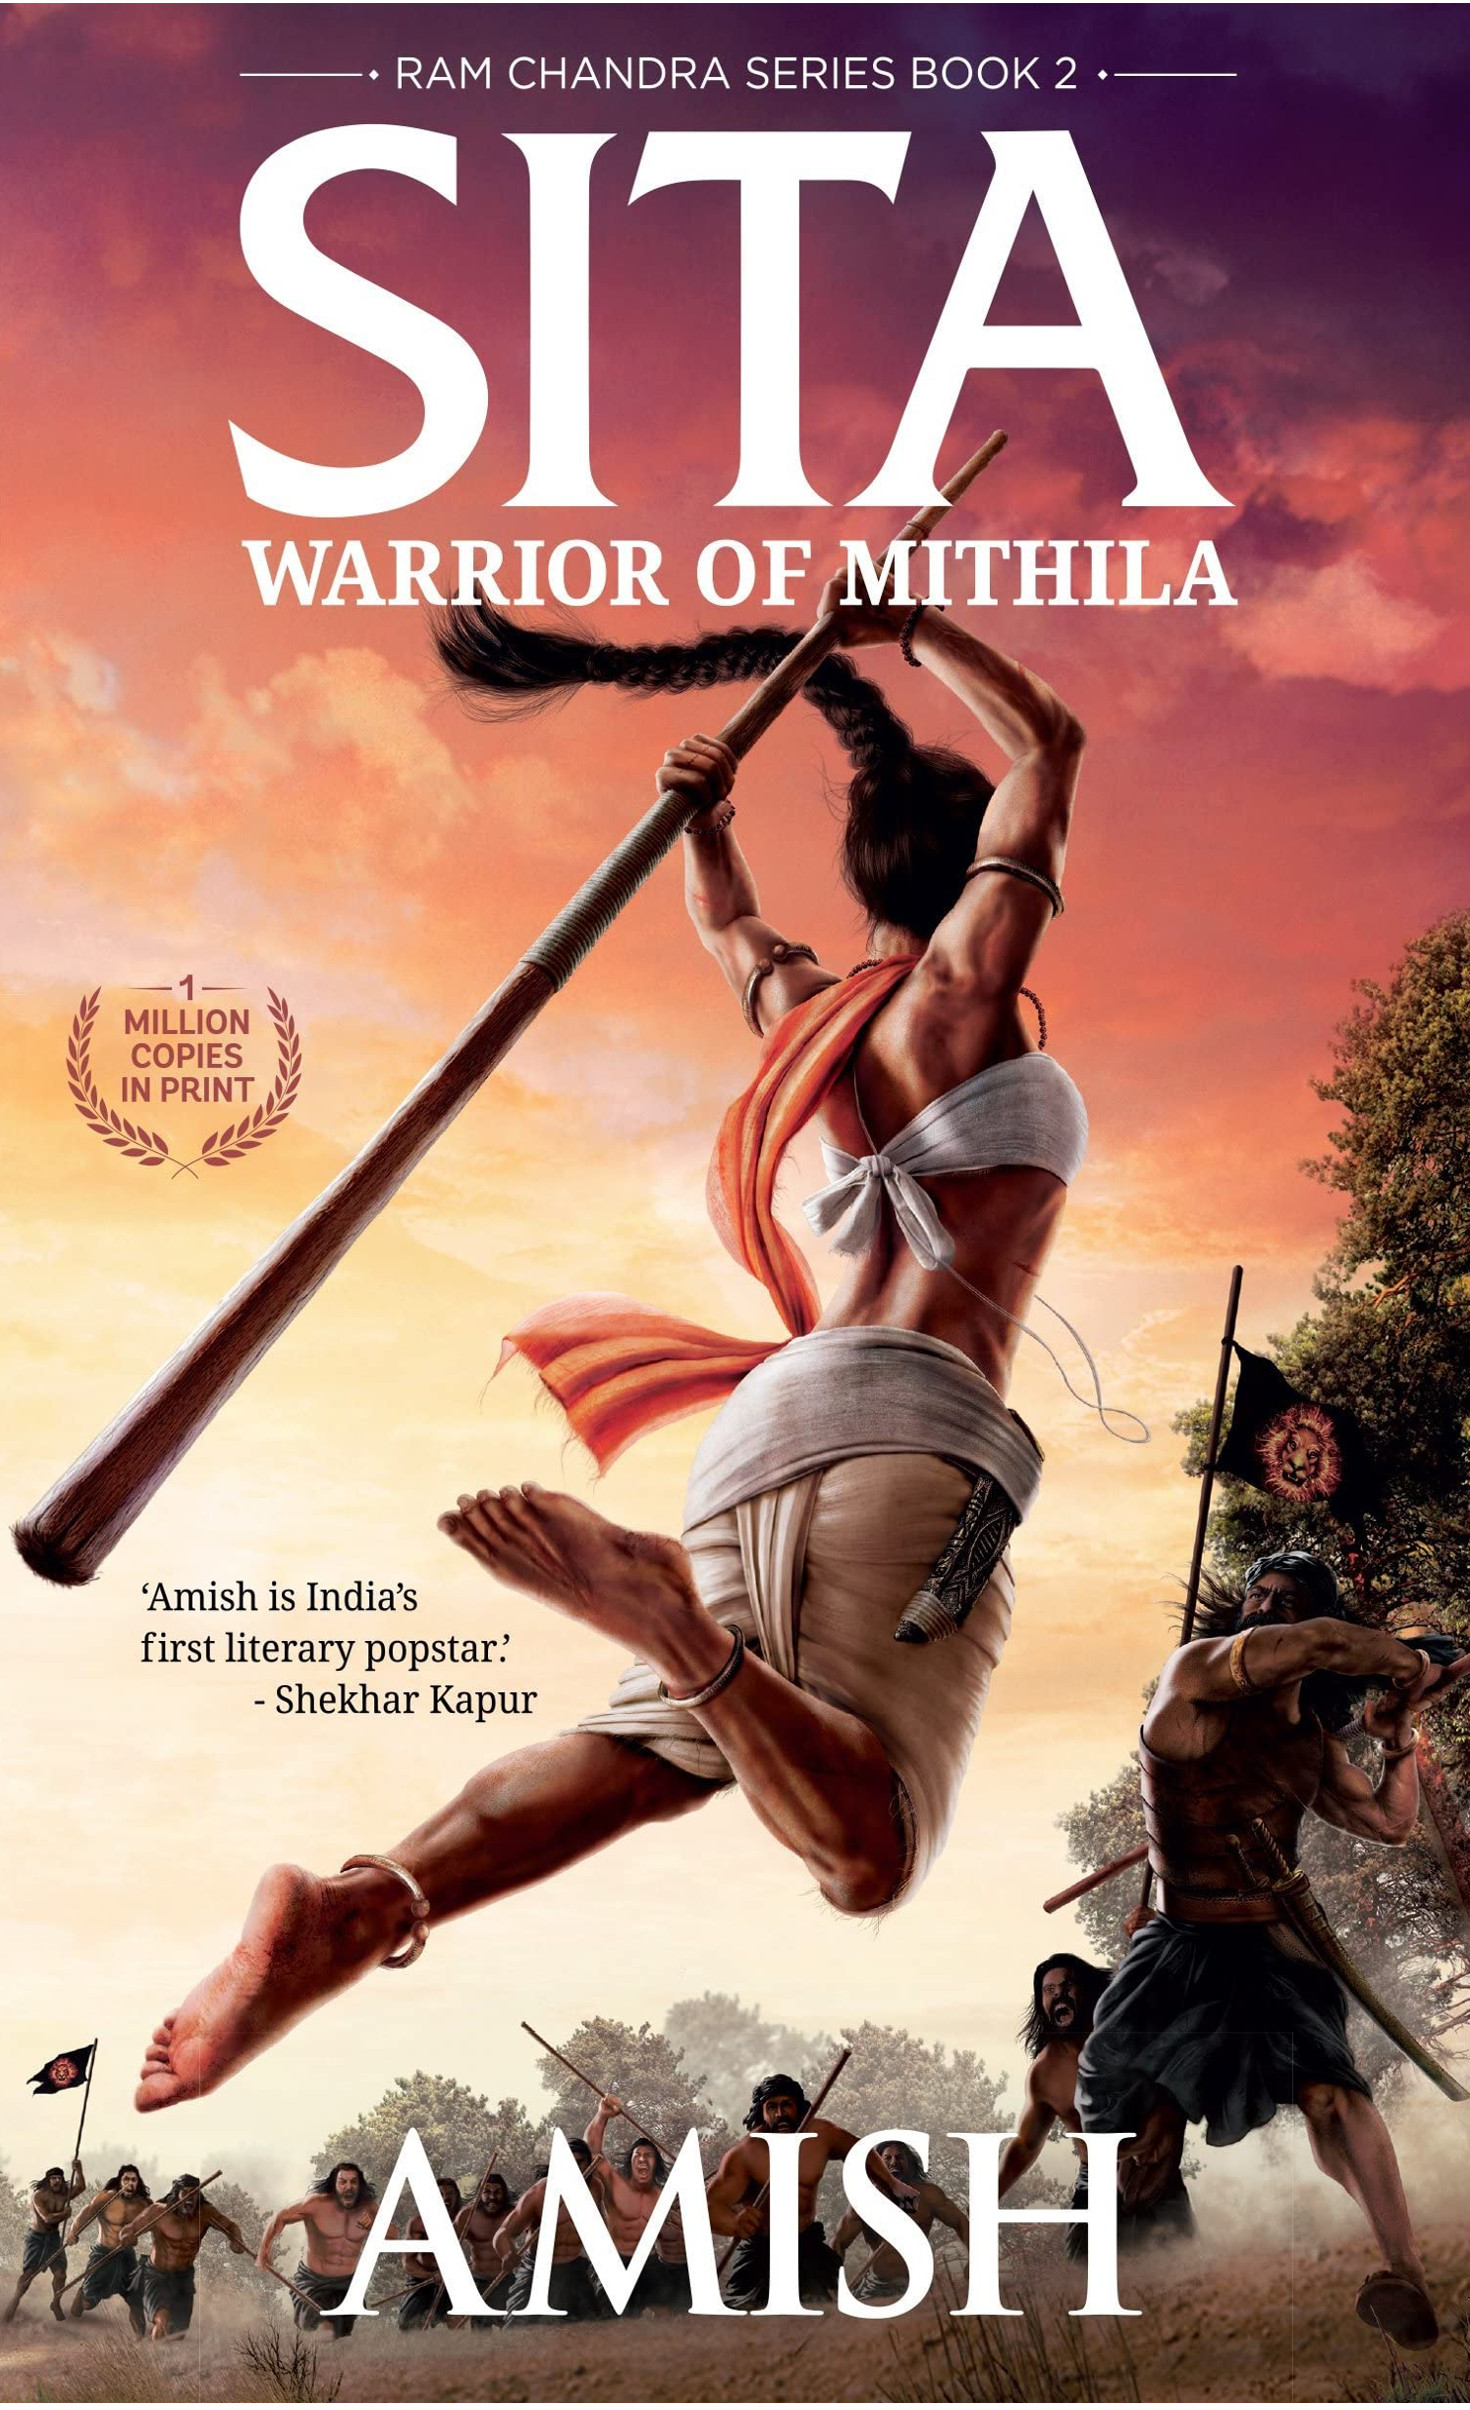 RAM CHANDRA SERIES BOOK 2
SITA
WARRIOR OF MITHILA
1
MILLION
COPIES
IN PRINT
‘Amish is India’s
first literary popstar.’
- Shekhar Kapur
AMISH